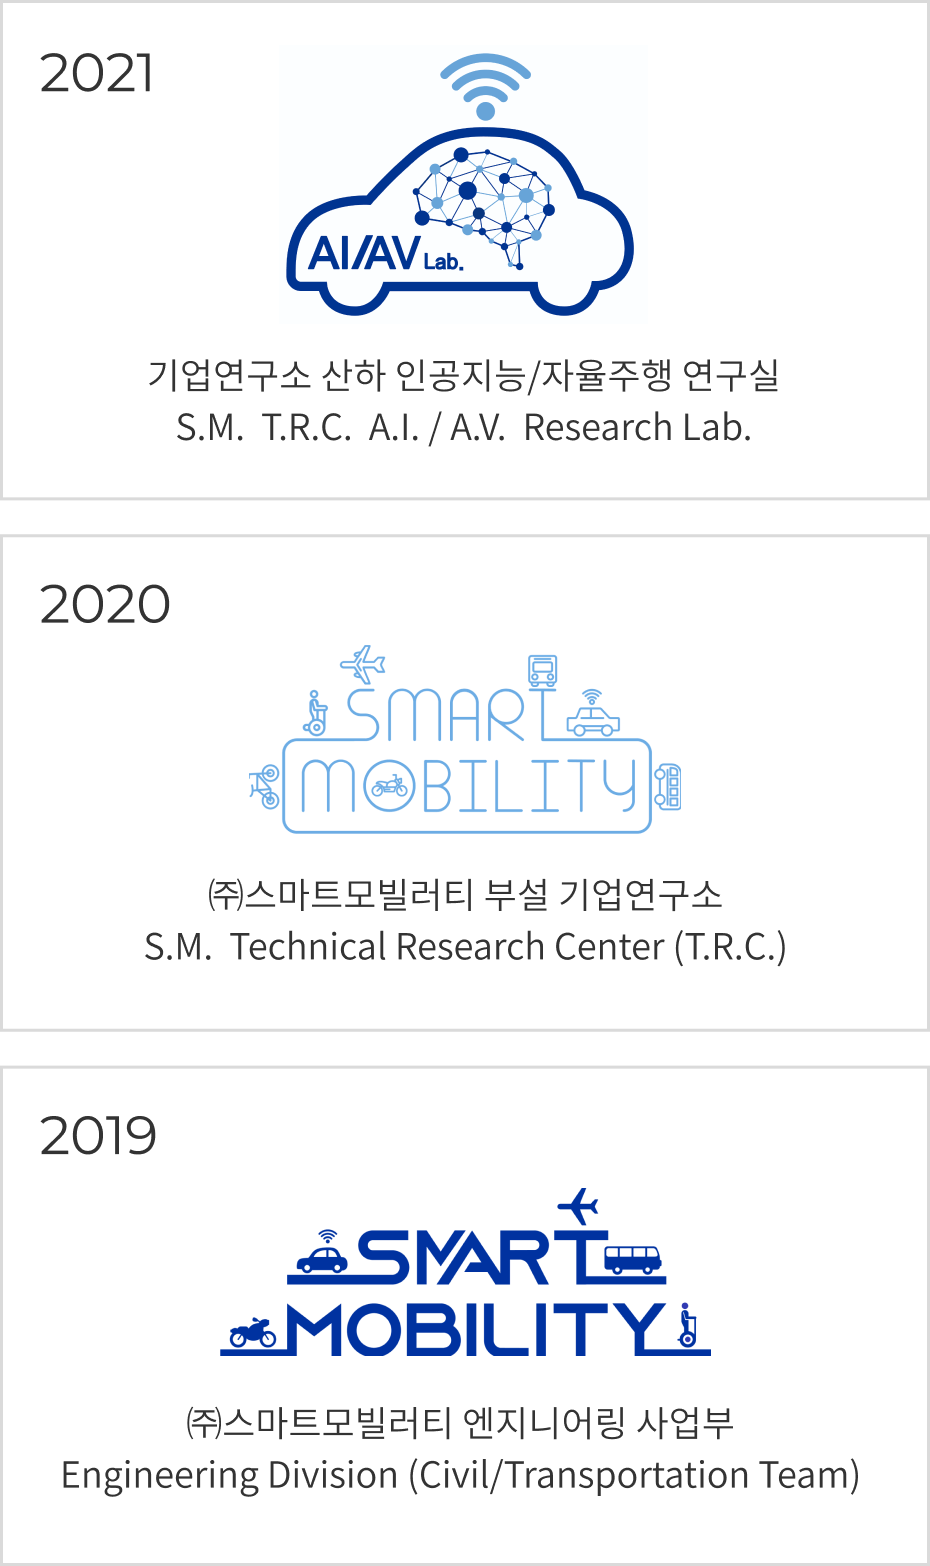 2021
AI/AV Lab.
기업연구소 산하 인공지능/자율주행 연구실
S.M. T.R.C. A.I. / A.V. Research Lab.
2020
SMART
MOBILITY
㈜스마트모빌러티 부설 기업연구소
S.M. Technical Research Center (T.R.C.)
2019
SMART
MOBILITY
㈜스마트모빌러티 엔지니어링 사업부
Engineering Division (Civil/Transportation Team)